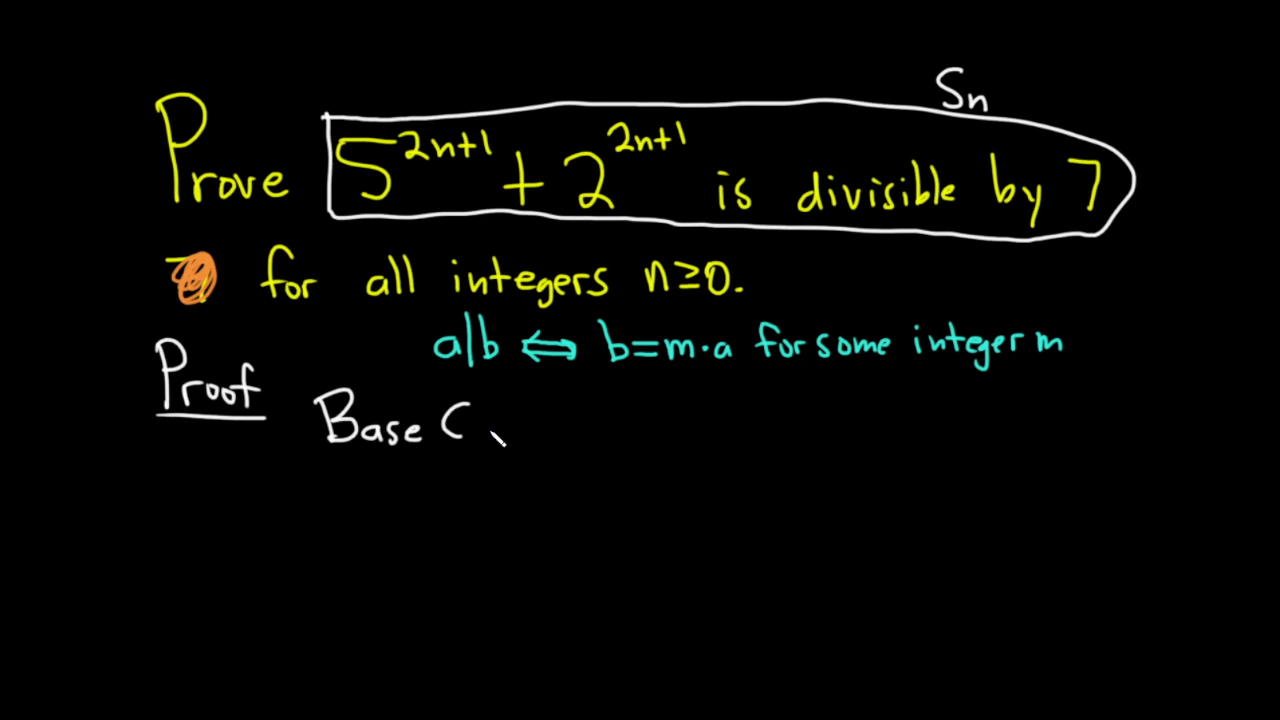 Sn
Prove 5^{2n+1} + 2^{2n+1} is divisible by 7
for all integers n≥0.
a|b ⟺ b=m·a for some integer m
Proof Base C